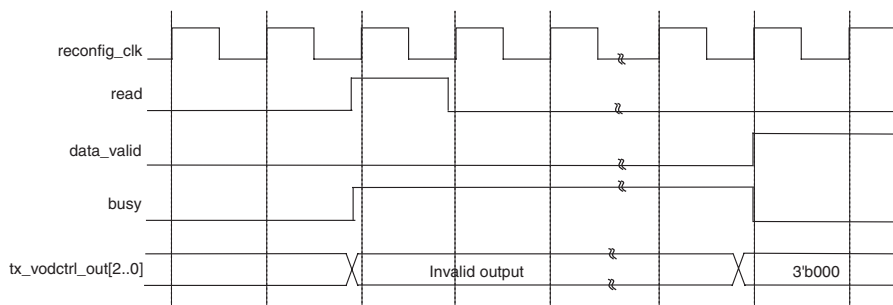 reconfig_clk
read
data_valid
busy
tx_vodctrl_out[2..0]
Invalid output
3'b000